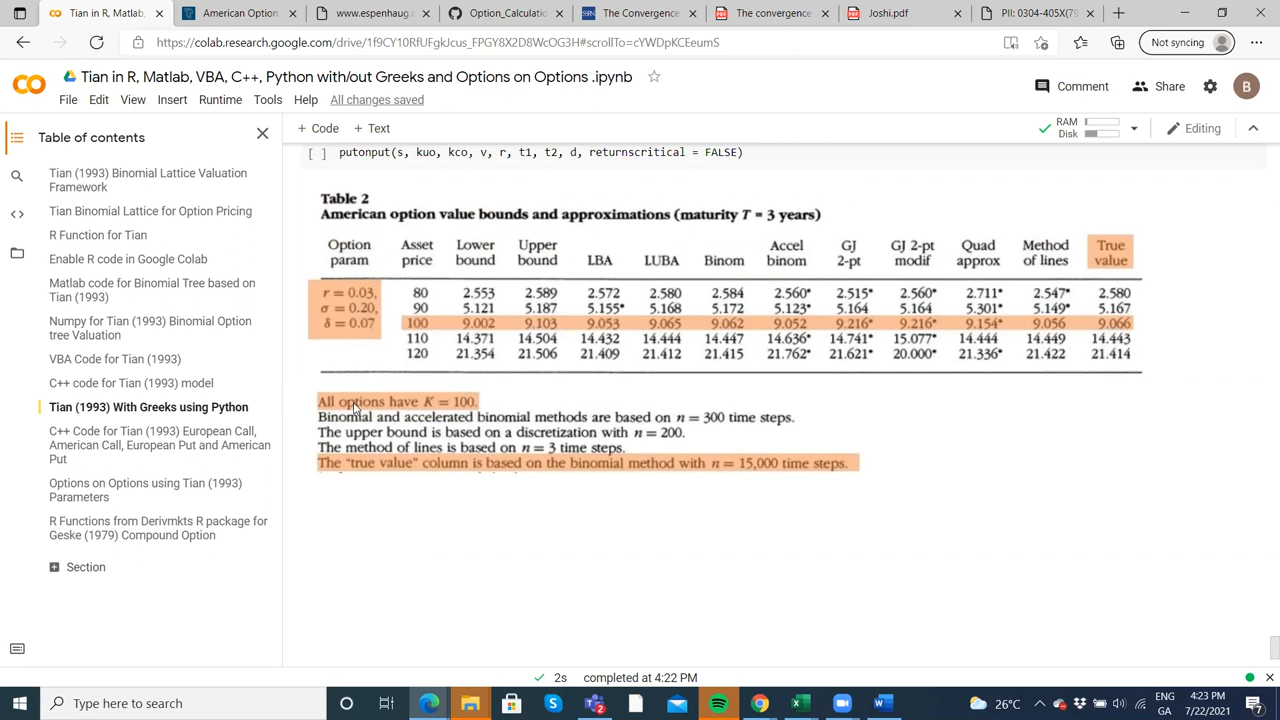 Tian in R, Matlab, VBA, C++, P
American Option
www.espenhaug.c
Option_Calculatio
The Convergence
The convergence
Joshi.pdf
PII: 0304-405X(79
https://colab.research.google.com/drive/1f9CY10RfUFgkJcus_FPGY8X2D8WcOG3H#scrollTo=cYWDpKCEeumS
Not syncing
Tian in R, Matlab, VBA, C++, Python with/out Greeks and Options on Options .ipynb
File Edit View Insert Runtime Tools Help All changes saved
Comment Share B
Table of contents
+ Code + Text
RAM
Disk
Editing
Tian (1993) Binomial Lattice Valuation
Framework
Tian Binomial Lattice for Option Pricing
R Function for Tian
Enable R code in Google Colab
Matlab code for Binomial Tree based on
Tian (1993)
Numpy for Tian (1993) Binomial Option
tree Valuation
VBA Code for Tian (1993)
C++ code for Tian (1993) model
Tian (1993) With Greeks using Python
C++ Code for Tian (1993) European Call,
American Call, European Put and American
Put
Options on Options using Tian (1993)
Parameters
R Functions from Derivmkts R package for
Geske (1979) Compound Option
Section
[ ] putonput(s, kuo, kco, v, r, t1, t2, d, returnscritical = FALSE)
Table 2
American option value bounds and approximations (maturity T = 3 years)
Option Asset Lower Upper Accel GJ GJ 2-pt Quad Method True
param price bound bound LBA LUBA Binom binom 2-pt modif approx of lines value
r = 0.03, 80 2.553 2.589 2.572 2.580 2.584 2.560* 2.515* 2.560* 2.711* 2.547* 2.580
σ = 0.20, 90 5.121 5.187 5.155* 5.168 5.172 5.123* 5.164 5.164 5.301* 5.149* 5.167
δ = 0.07 100 9.002 9.103 9.053 9.065 9.062 9.052 9.216* 9.216* 9.154* 9.056 9.066
110 14.371 14.504 14.432 14.444 14.447 14.636* 14.741* 15.077* 14.444 14.449 14.443
120 21.354 21.506 21.409 21.412 21.415 21.762* 21.621* 20.000* 21.336* 21.422 21.414
All options have K = 100.
Binomial and accelerated binomial methods are based on n = 300 time steps.
The upper bound is based on a discretization with n = 200.
The method of lines is based on n = 3 time steps.
The "true value" column is based on the binomial method with n = 15,000 time steps.
2s completed at 4:22 PM
Type here to search
26°C
ENG
GA
4:23 PM
7/22/2021
7